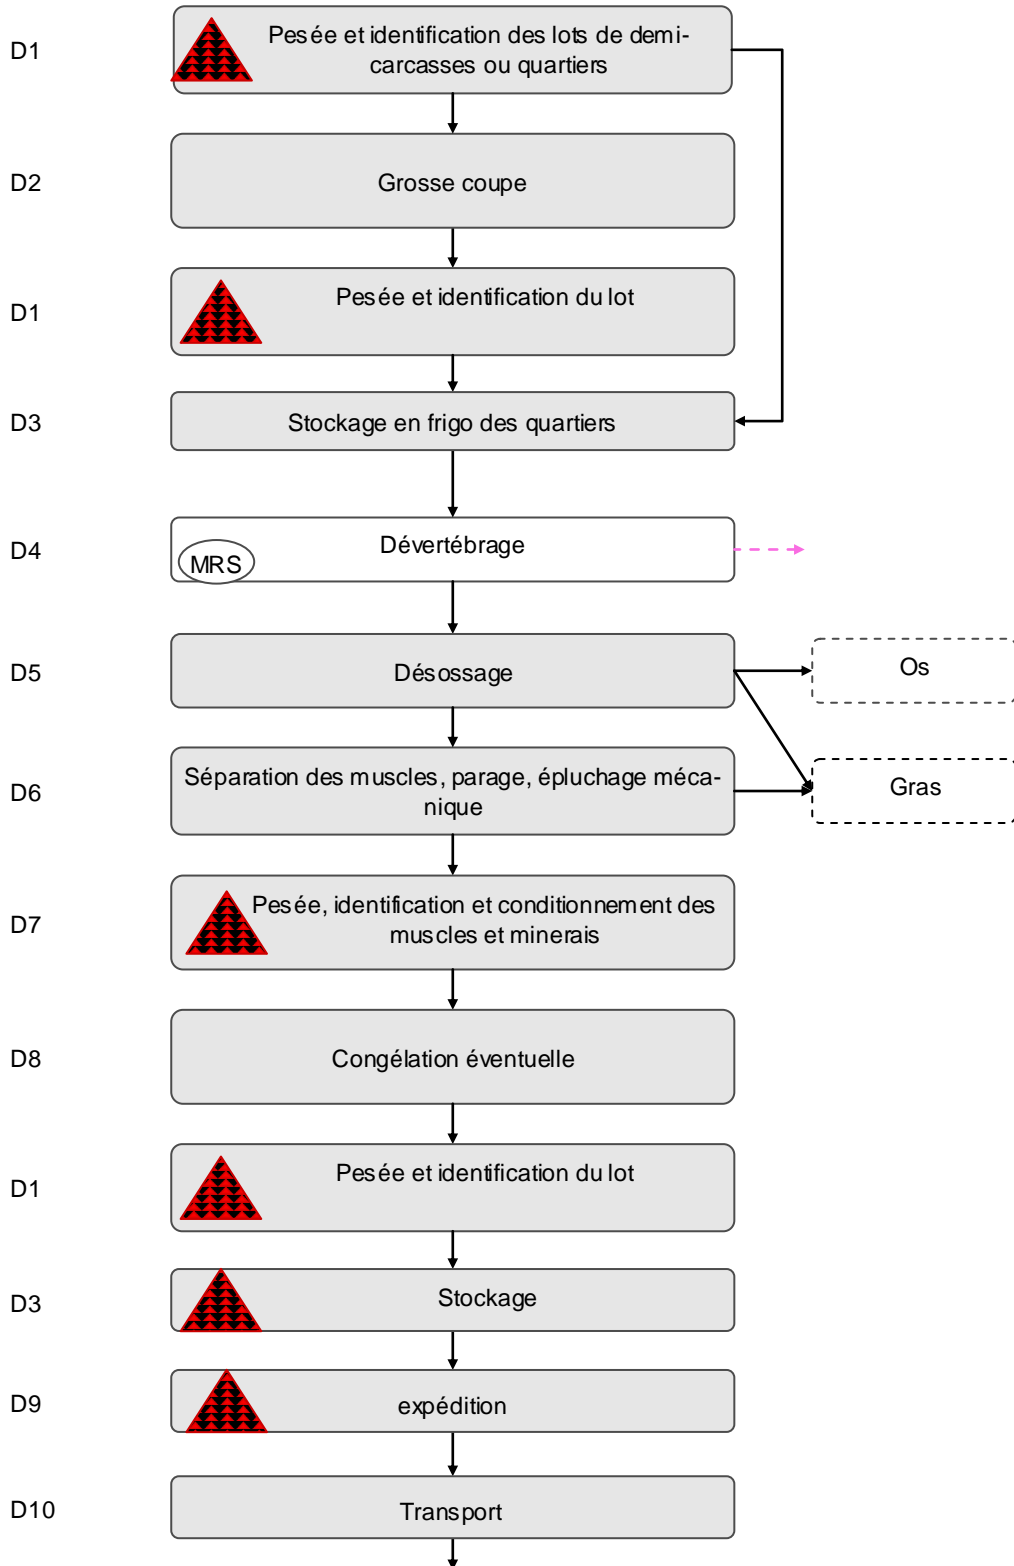 D1
Pesée et identification des lots de demi-
carcasses ou quartiers
D2
Grosse coupe
D1
Pesée et identification du lot
D3
Stockage en frigo des quartiers
D4
Dévertébrage
MRS
D5
Désossage
Os
D6
Séparation des muscles, parage, épluchage méca-
nique
Gras
D7
Pesée, identification et conditionnement des
muscles et minerais
D8
Congélation éventuelle
D1
Pesée et identification du lot
D3
Stockage
D9
expédition
D10
Transport